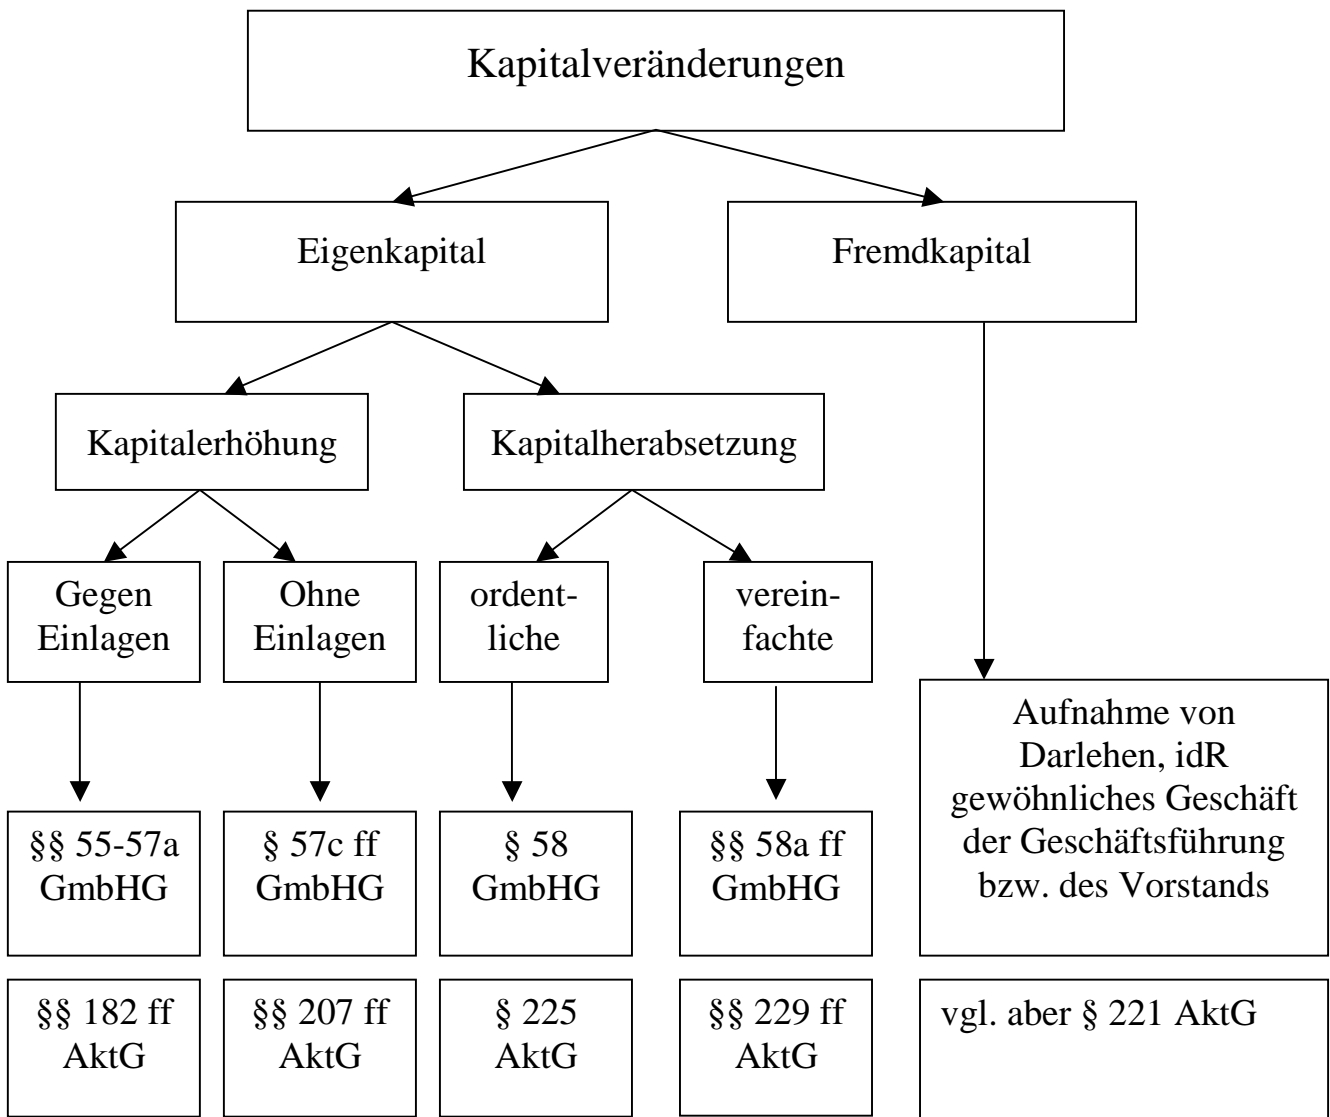 Kapitalveränderungen
Eigenkapital
Fremdkapital
Kapitalerhöhung
Kapitalherabsetzung
Gegen
Einlagen
Ohne
Einlagen
ordent-
liche
verein-
fachte
Aufnahme von
Darlehen, idR
gewöhnliches Geschäft
der Geschäftsführung
bzw. des Vorstands
§§ 55-57a
GmbHG
§ 57c ff
GmbHG
§ 58
GmbHG
§§ 58a ff
GmbHG
§§ 182 ff
AktG
§§ 207 ff
AktG
§ 225
AktG
§§ 229 ff
AktG
vgl. aber § 221 AktG